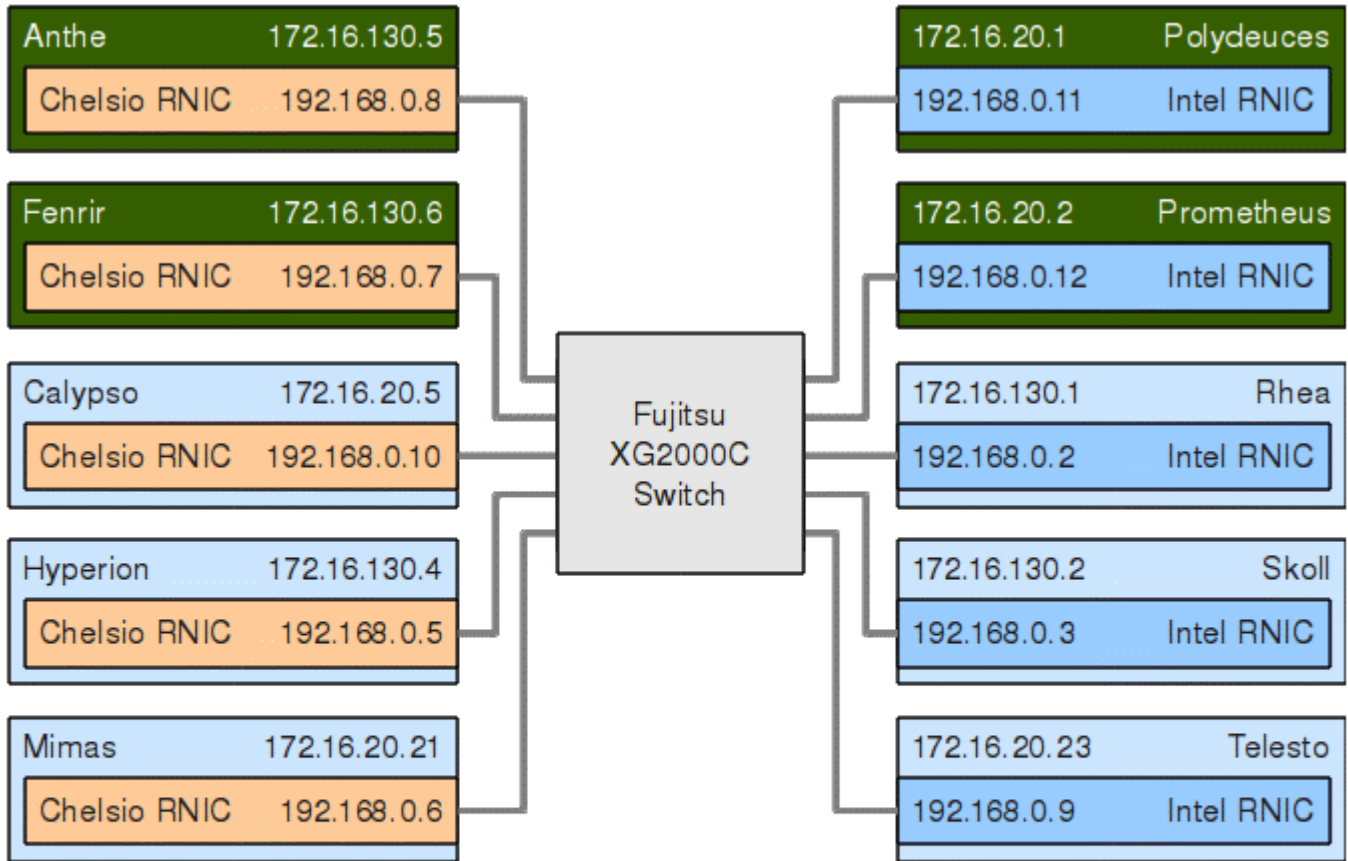 Anthe 172.16.130.5
Chelsio RNIC 192.168.0.8
Fenrir 172.16.130.6
Chelsio RNIC 192.168.0.7
Calypso 172.16.20.5
Chelsio RNIC 192.168.0.10
Hyperion 172.16.130.4
Chelsio RNIC 192.168.0.5
Mimas 172.16.20.21
Chelsio RNIC 192.168.0.6
Fujitsu
XG2000C
Switch
172.16.20.1 Polydeuces
192.168.0.11 Intel RNIC
172.16.20.2 Prometheus
192.168.0.12 Intel RNIC
172.16.130.1 Rhea
192.168.0.2 Intel RNIC
172.16.130.2 Skoll
192.168.0.3 Intel RNIC
172.16.20.23 Telesto
192.168.0.9 Intel RNIC